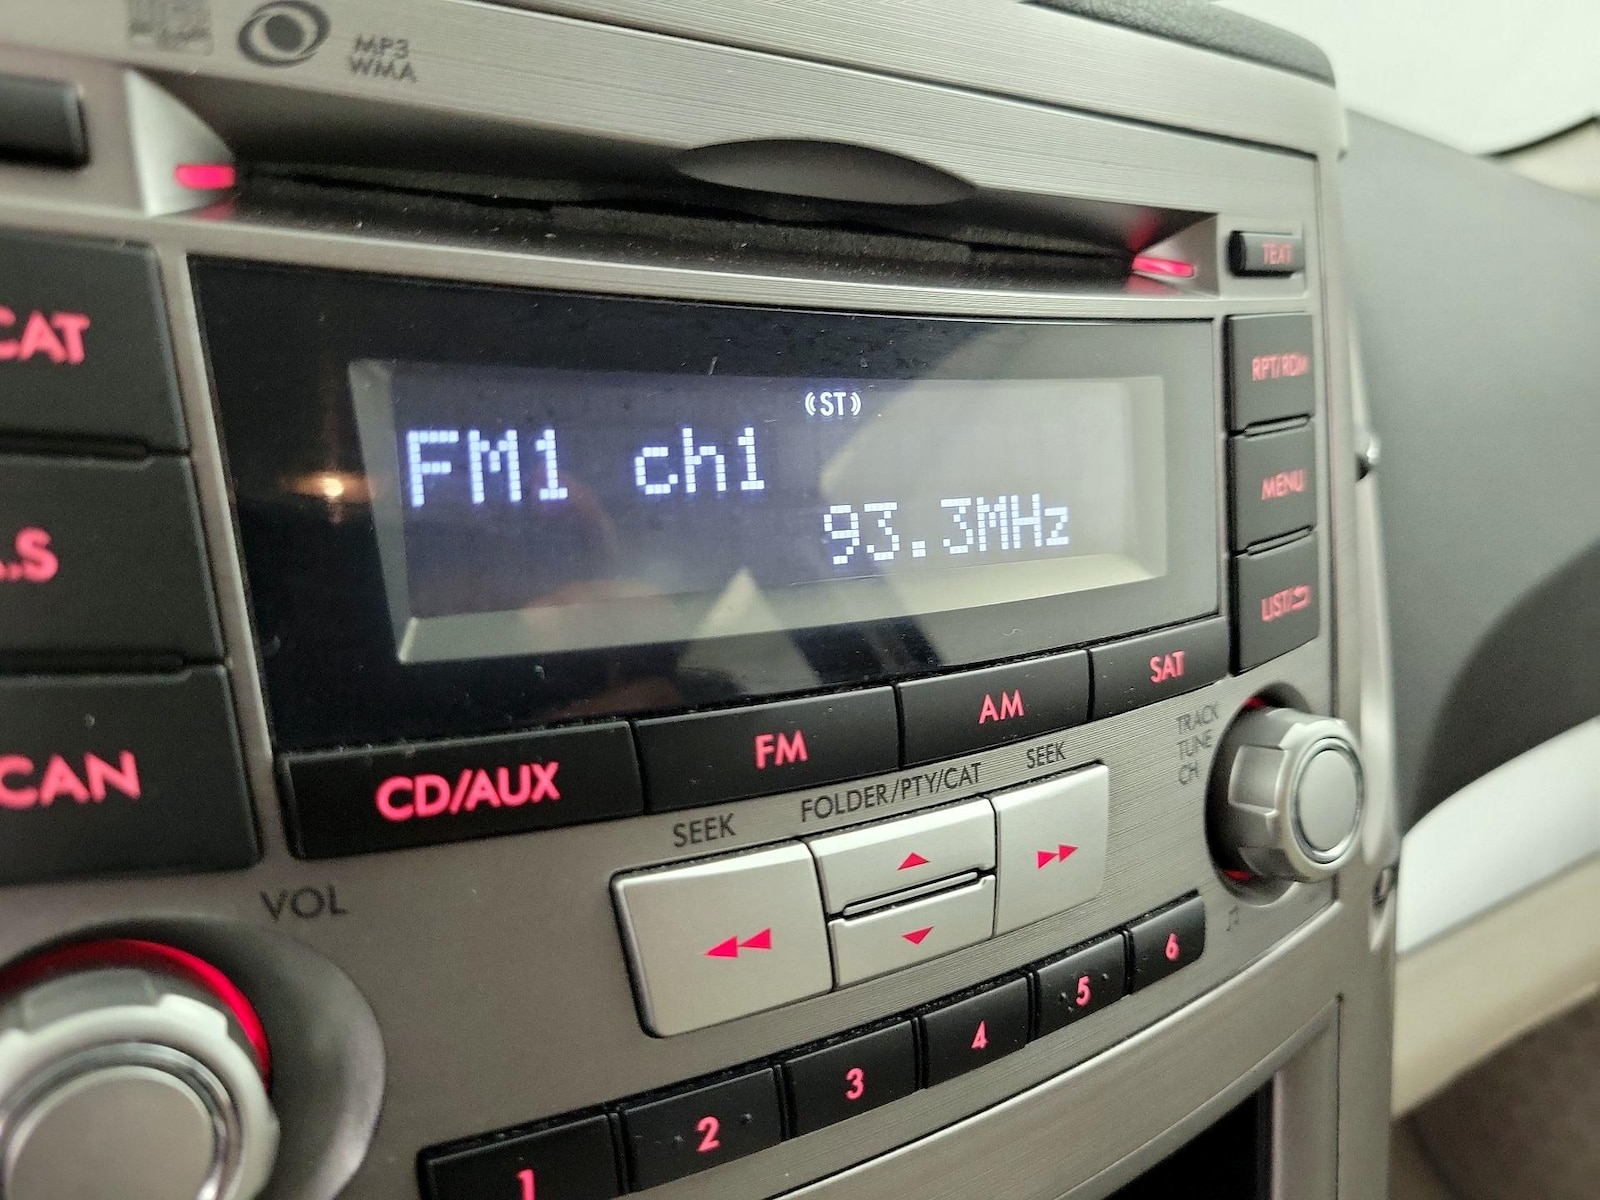 MP3
WMA
TEXT
CAT
RPT/RDM
((ST))
FM1 ch1
MENU
93.3MHz
.S
LIST/
CAN
CD/AUX
FM
AM
SAT
TRACK
TUNE
CH
SEEK
FOLDER/PTY/CAT
SEEK
VOL
1
2
3
4
5
6